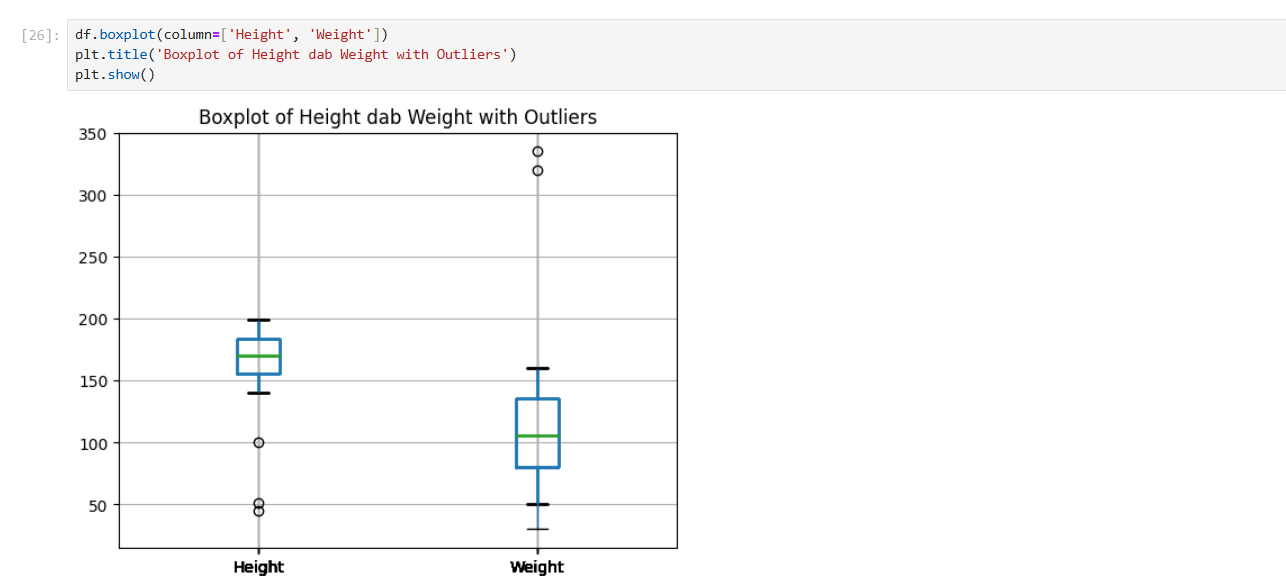 [26]: df.boxplot(column=['Height', 'Weight'])
plt.title('Boxplot of Height dab Weight with Outliers')
plt.show()
Boxplot of Height dab Weight with Outliers
350
300
250
200
150
100
50
Height Weight